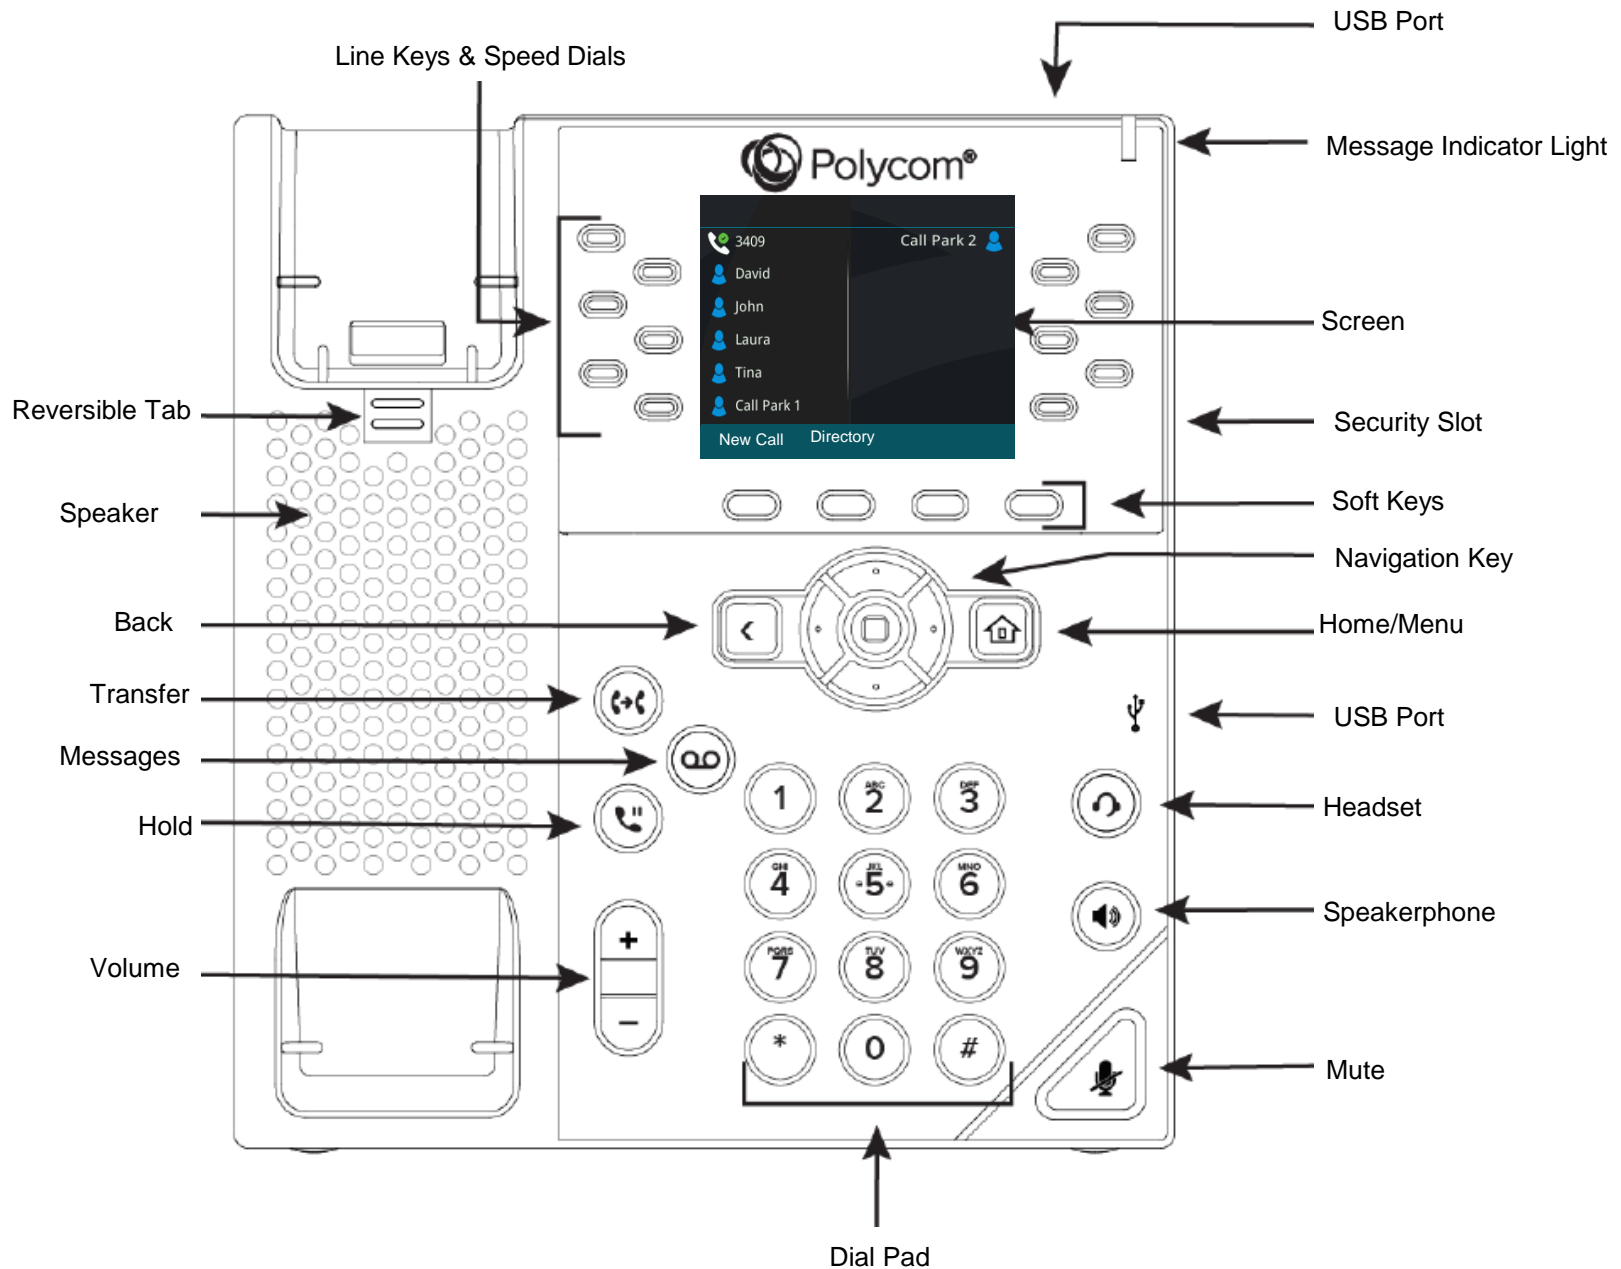 USB Port
Line Keys & Speed Dials
Message Indicator Light
Polycom®
3409
Call Park 2
David
John
Screen
Laura
Tina
Call Park 1
Reversible Tab
Security Slot
New Call
Directory
Speaker
Soft Keys
Navigation Key
Back
Home/Menu
Transfer
USB Port
Messages
1
ABC
2
DEF
3
Headset
Hold
GHI
4
JKL
5
MNO
6
Speakerphone
Volume
+
−
PQRS
7
TUV
8
WXYZ
9
*
0
#
Mute
Dial Pad